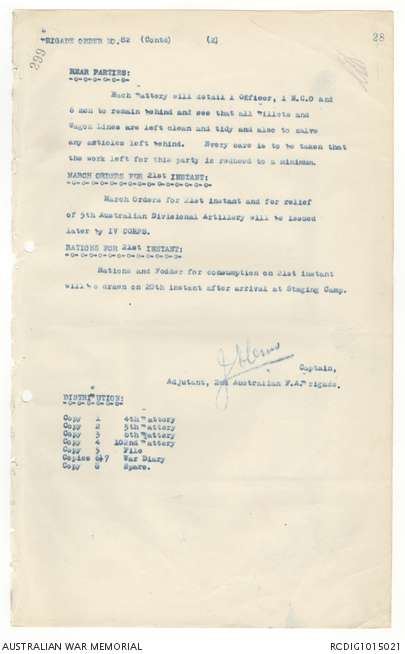 BRIGADE ORDER NO. 82 (Contd) (2)
28
299
REAR PARTIES:
Each Battery will detail 1 Officer, 1 N.C.O and
6 men to remain behind and see that all Billets and
Wagon Lines are left clean and tidy and also to salve
any articles left behind. Every care is to be taken that
the work left for this party is reduced to a minimum.
MARCH ORDERS FOR 21st INSTANT:
March Orders for 21st instant and for relief
of 5th Australian Divisional Artillery will be issued
later by IV CORPS.
RATIONS FOR 21st INSTANT:
Rations and Fodder for consumption on 21st instant
will be drawn on 20th instant after arrival at Staging Camp.
Captain,
Adjutant, 2nd Australian F.A.Brigade.
DISTRIBUTION:
Copy 1 4th Battery
Copy 2 5th Battery
Copy 3 6th Battery
Copy 4 102nd Battery
Copy 5 File
Copies 6&7 War Diary
Copy 8 Spare.
AUSTRALIAN WAR MEMORIAL
RCDIG1015021